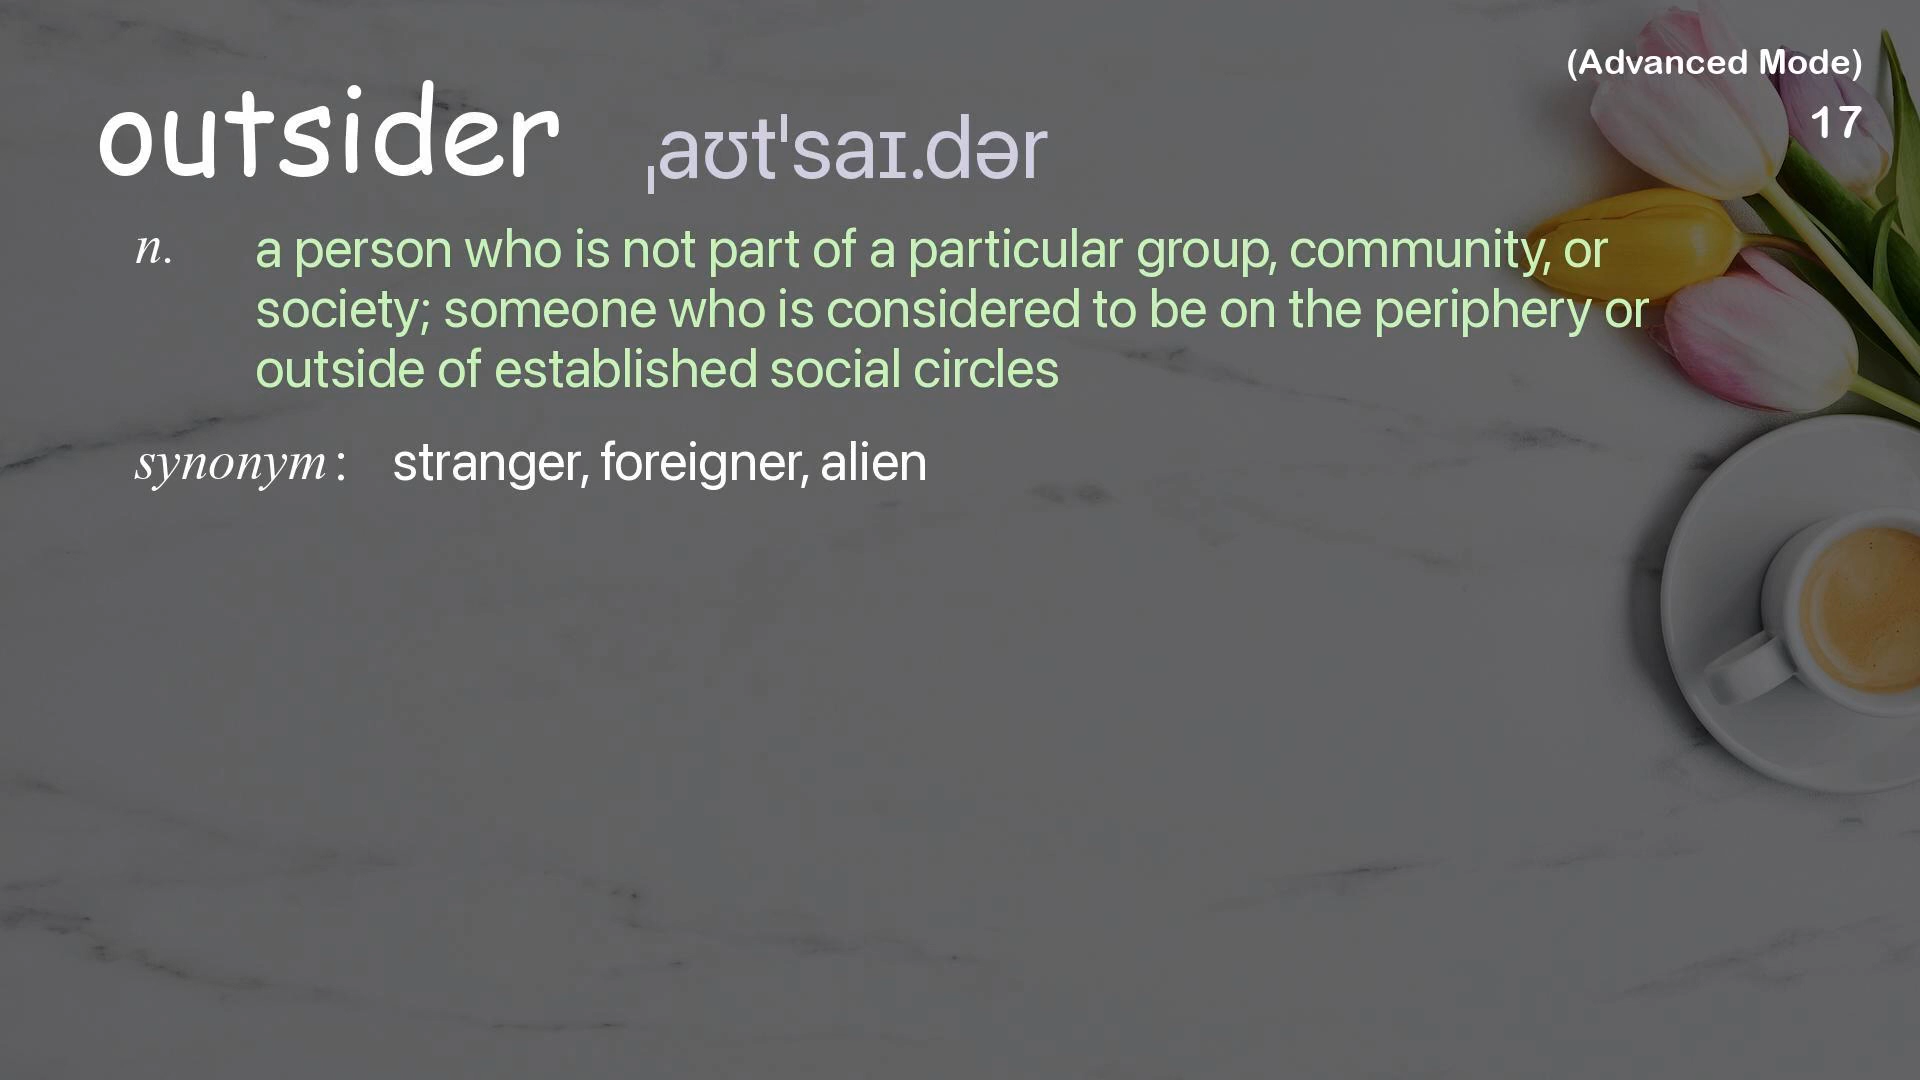 (Advanced Mode)
17
outsider ˌaʊtˈsaɪ.dər
n. a person who is not part of a particular group, community, or
society; someone who is considered to be on the periphery or
outside of established social circles
synonym: stranger, foreigner, alien